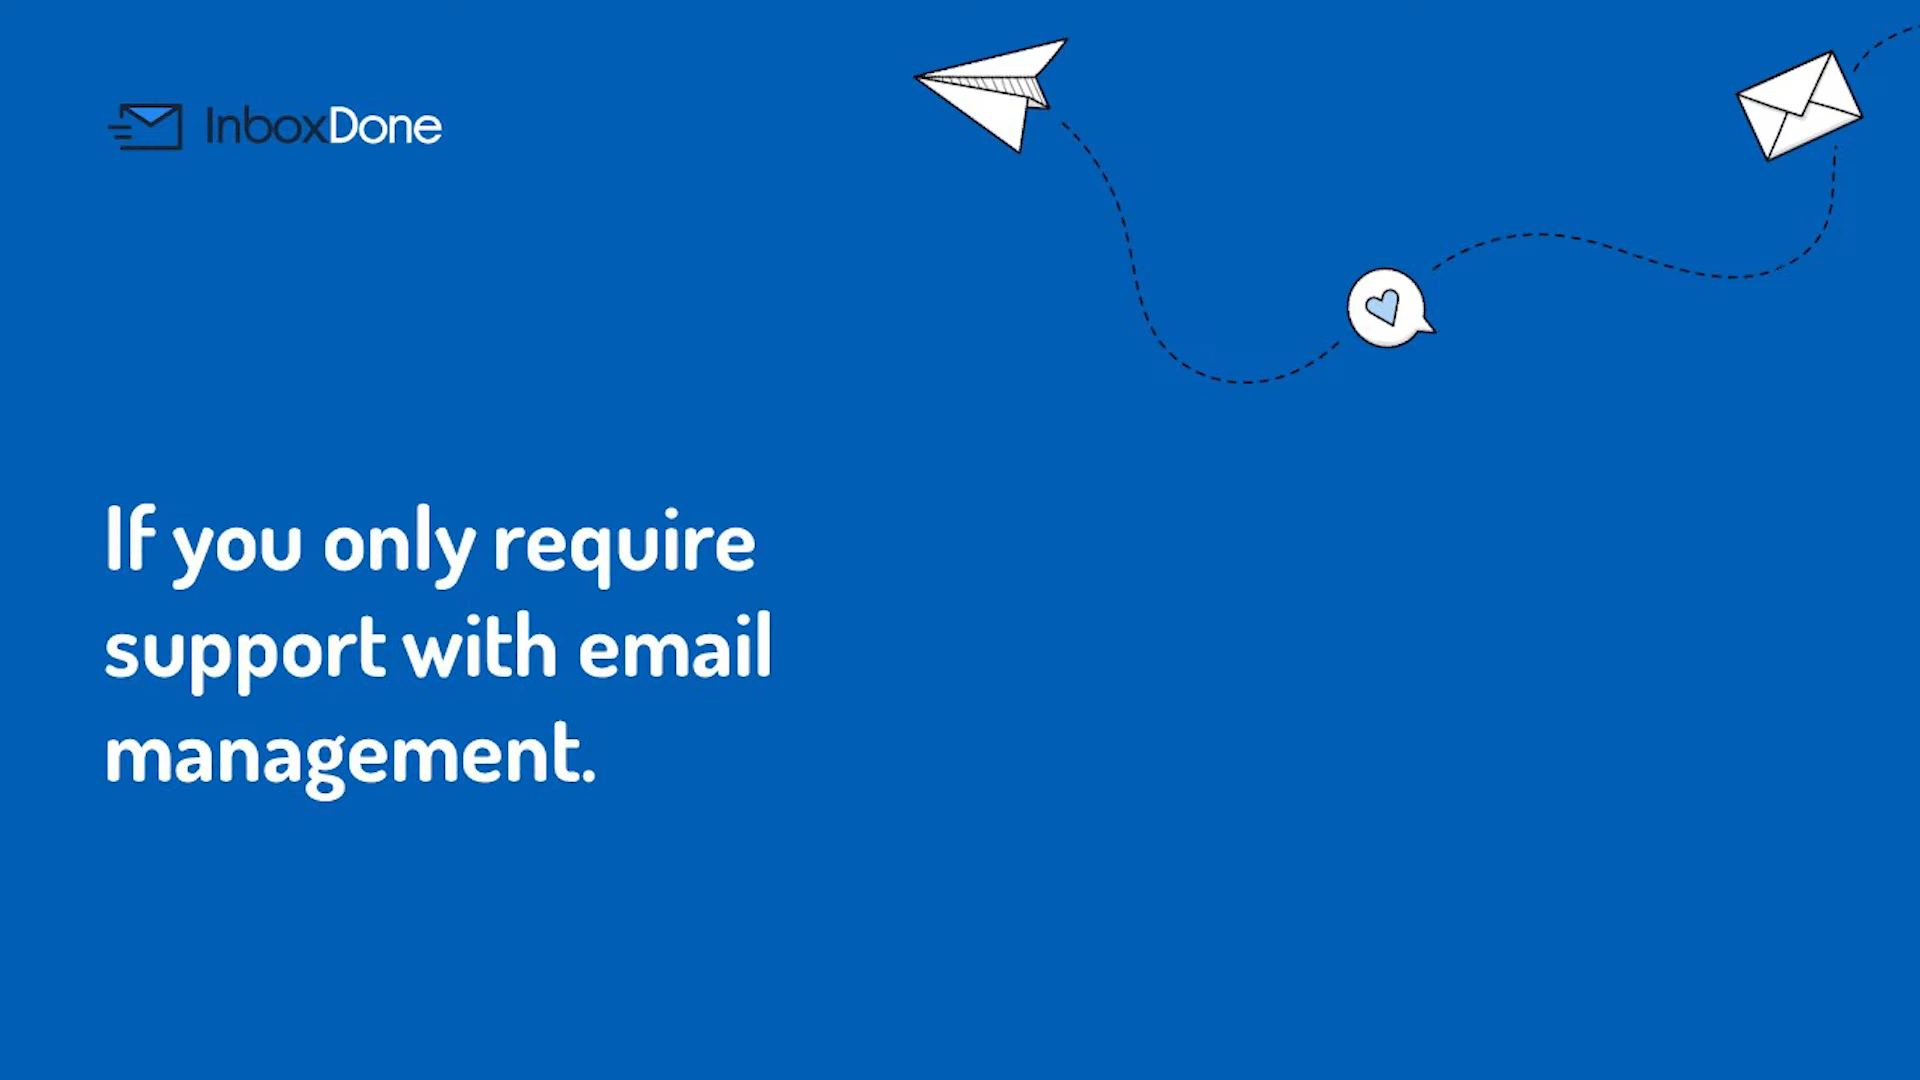 InboxDone
If you only require
support with email
management.